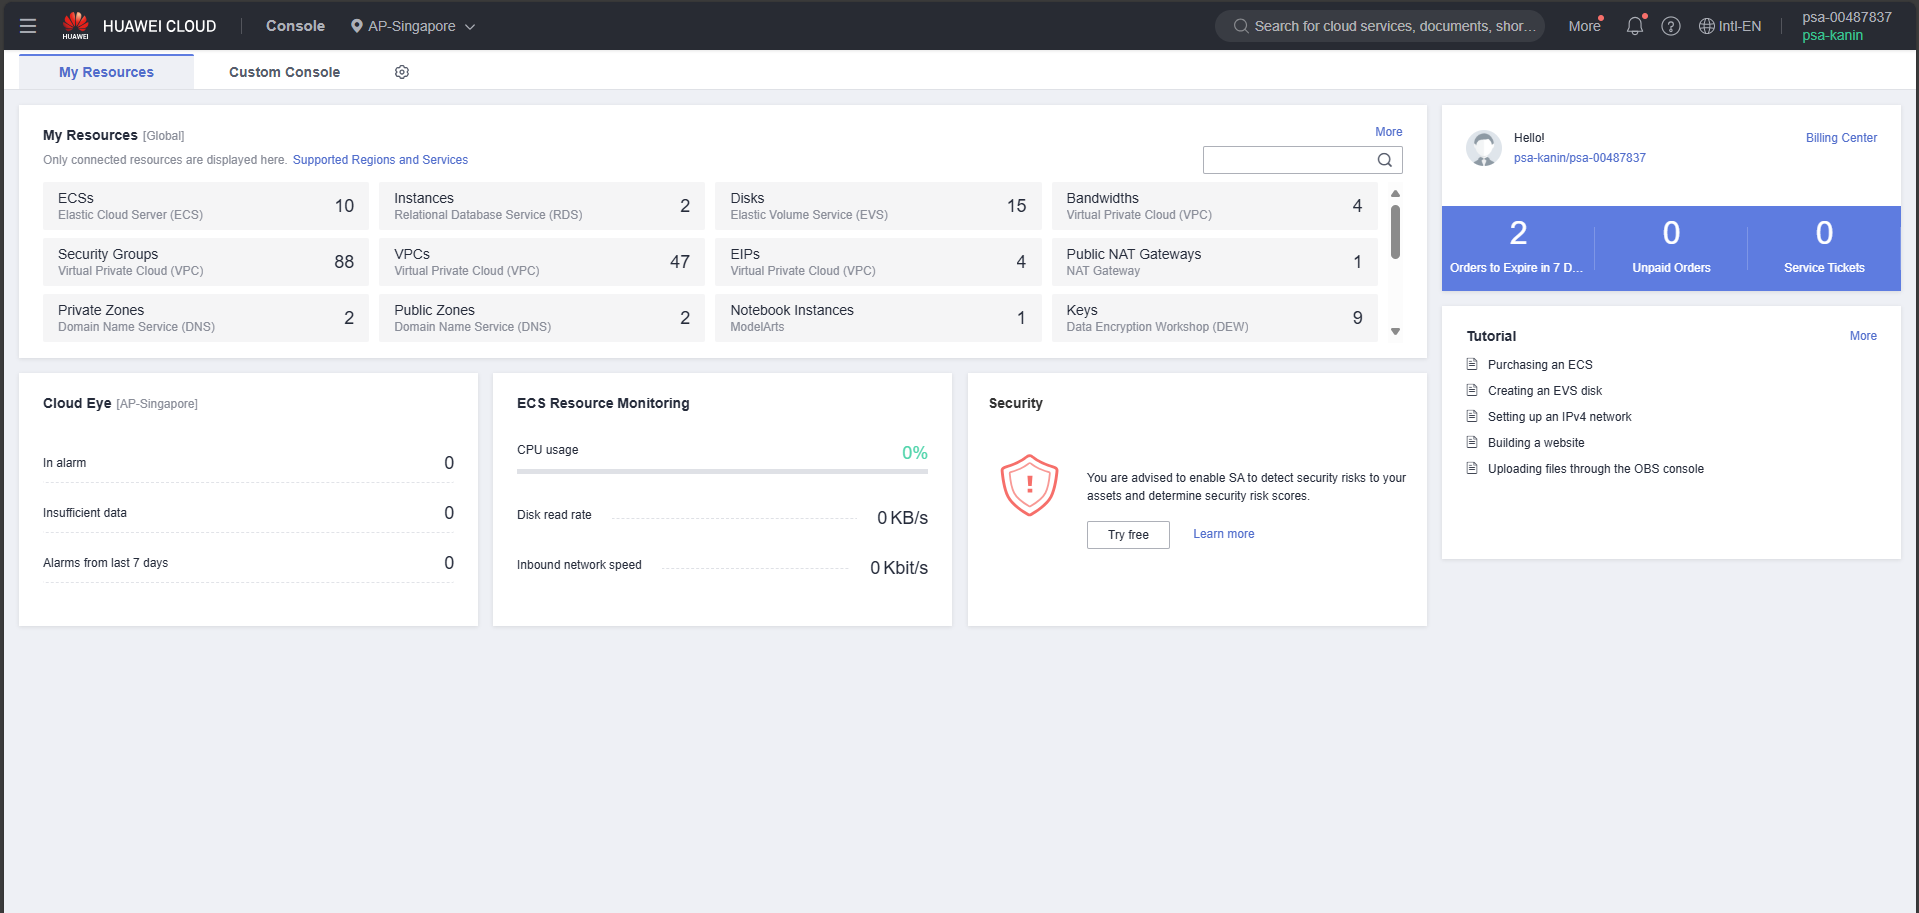 HUAWEI
HUAWEI CLOUD
Console
AP-Singapore
Search for cloud services, documents, shor...
More
Intl-EN
psa-00487837
psa-kanin
My Resources
Custom Console
My Resources [Global]
More
Only connected resources are displayed here. Supported Regions and Services
ECSs
Elastic Cloud Server (ECS)
10
Instances
Relational Database Service (RDS)
2
Disks
Elastic Volume Service (EVS)
15
Bandwidths
Virtual Private Cloud (VPC)
4
Security Groups
Virtual Private Cloud (VPC)
88
VPCs
Virtual Private Cloud (VPC)
47
EIPs
Virtual Private Cloud (VPC)
4
Public NAT Gateways
NAT Gateway
1
Private Zones
Domain Name Service (DNS)
2
Public Zones
Domain Name Service (DNS)
2
Notebook Instances
ModelArts
1
Keys
Data Encryption Workshop (DEW)
9
Hello!
psa-kanin/psa-00487837
Billing Center
2
Orders to Expire in 7 D...
0
Unpaid Orders
0
Service Tickets
Tutorial
More
Purchasing an ECS
Creating an EVS disk
Setting up an IPv4 network
Building a website
Uploading files through the OBS console
Cloud Eye [AP-Singapore]
In alarm 0
Insufficient data 0
Alarms from last 7 days 0
ECS Resource Monitoring
CPU usage 0%
Disk read rate 0 KB/s
Inbound network speed 0 Kbit/s
Security
You are advised to enable SA to detect security risks to your
assets and determine security risk scores.
Try free
Learn more